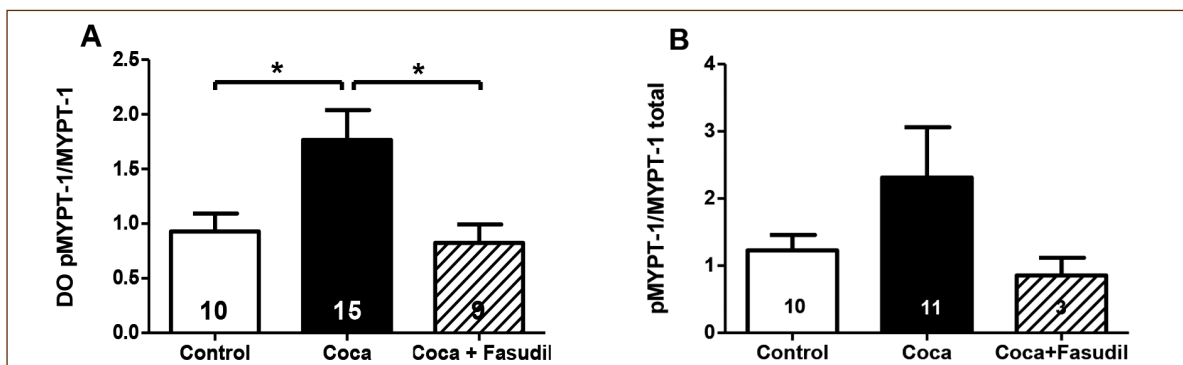 A
DO pMYPT-1/MYPT-1
2.5
2.0
1.5
1.0
0.5
0.0
*
*
10
15
9
Control
Coca
Coca + Fasudil
B
pMYPT-1/MYPT-1 total
4
3
2
1
0
10
11
3
Control
Coca
Coca+Fasudil